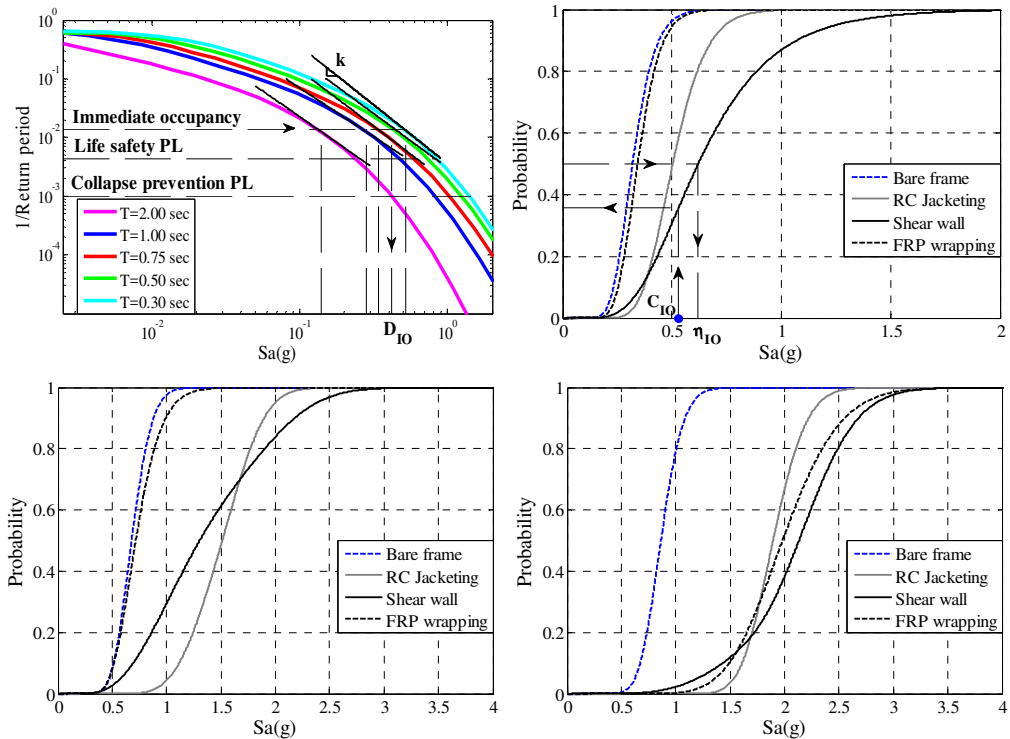 10^0
10^-1
10^-2
10^-3
10^-4
1/Return period
k
Immediate occupancy
Life safety PL
Collapse prevention PL
T=2.00 sec
T=1.00 sec
T=0.75 sec
T=0.50 sec
T=0.30 sec
10^-2
10^-1
10^0
D_IO
Sa(g)
1
0.8
0.6
0.4
0.2
0
Probability
Bare frame
RC Jacketing
Shear wall
FRP wrapping
C_IO
η_IO
0 0.5 1 1.5 2
Sa(g)
1
0.8
0.6
0.4
0.2
0
Probability
Bare frame
RC Jacketing
Shear wall
FRP wrapping
0 0.5 1 1.5 2 2.5 3 3.5 4
Sa(g)
1
0.8
0.6
0.4
0.2
0
Probability
Bare frame
RC Jacketing
Shear wall
FRP wrapping
0 0.5 1 1.5 2 2.5 3 3.5 4
Sa(g)